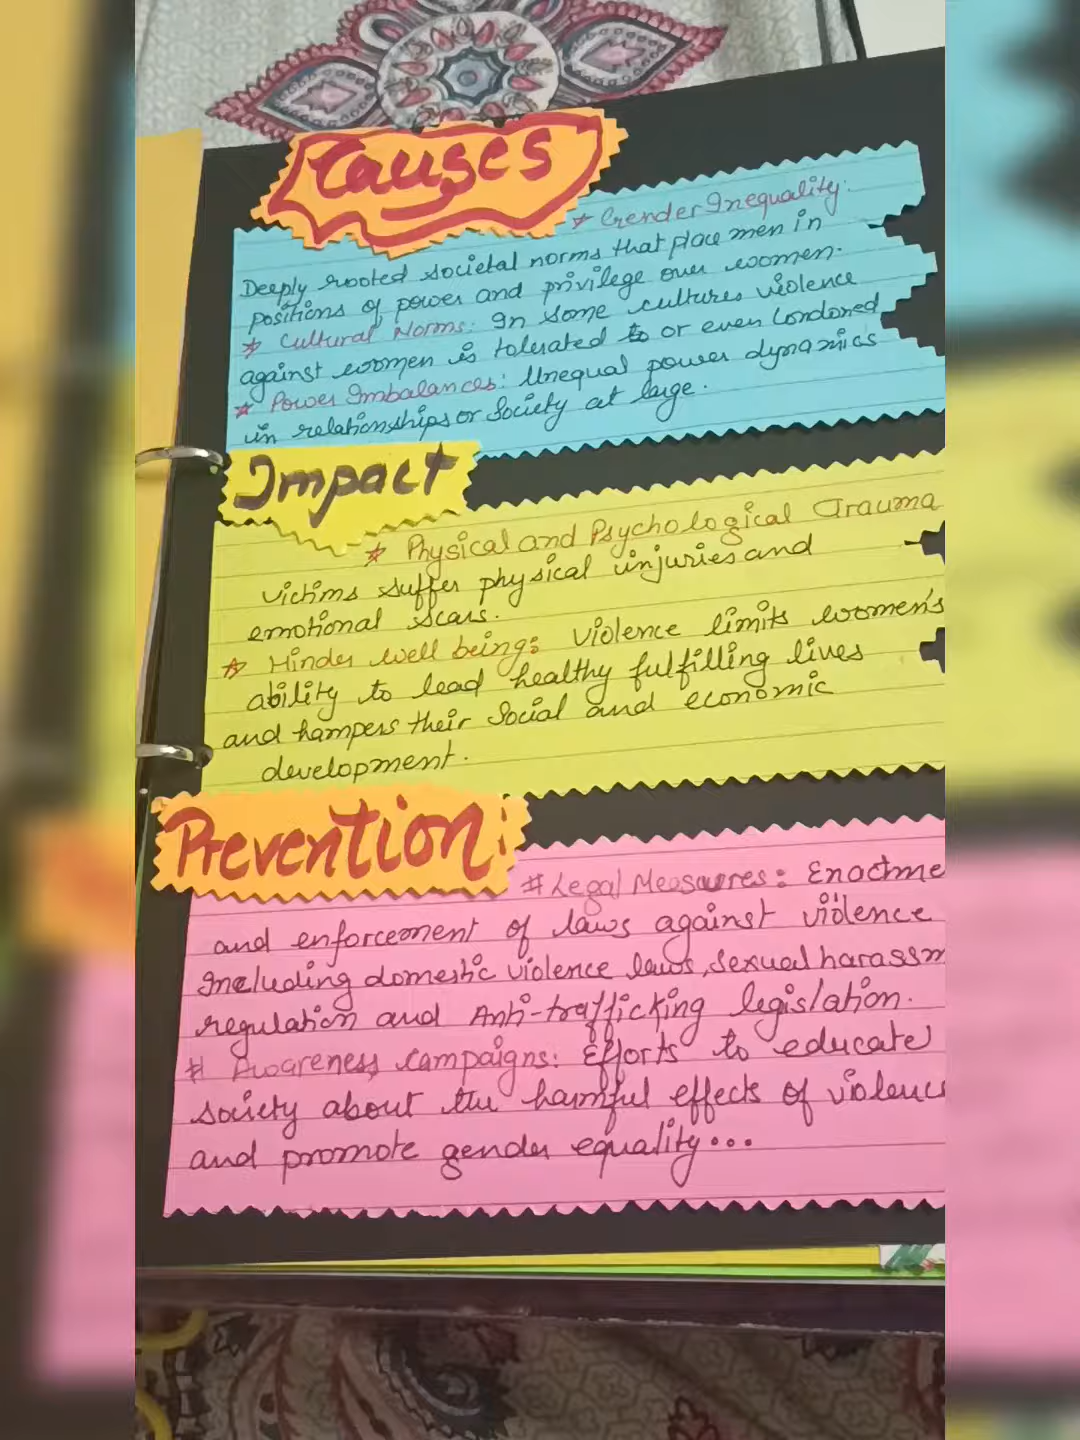 Causes
☆ Gender Inequality:
Deeply rooted societal norms that place men in
positions of power and privilege over women.
☆ Cultural Norms: In some cultures violence
against women is tolerated to or even Condoned
☆ Power Imbalances: Unequal power dynamics
in relationships or Society at large.
Impact
☆ Physical and Psychological Trauma
victims suffer physical injuries and
emotional scars.
☆ Hinder well being: violence limits women's
ability to lead healthy fulfilling lives
and hampers their Social and economic
development.
Prevention:
# Legal Measures: Enactme
and enforcement of laws against violence
Including domestic violence laws, Sexual harassm
regulation and Anti-trafficking legislation.
# Awareness campaigns: Efforts to educate
society about the harmful effects of violenc
and promote gender equality...